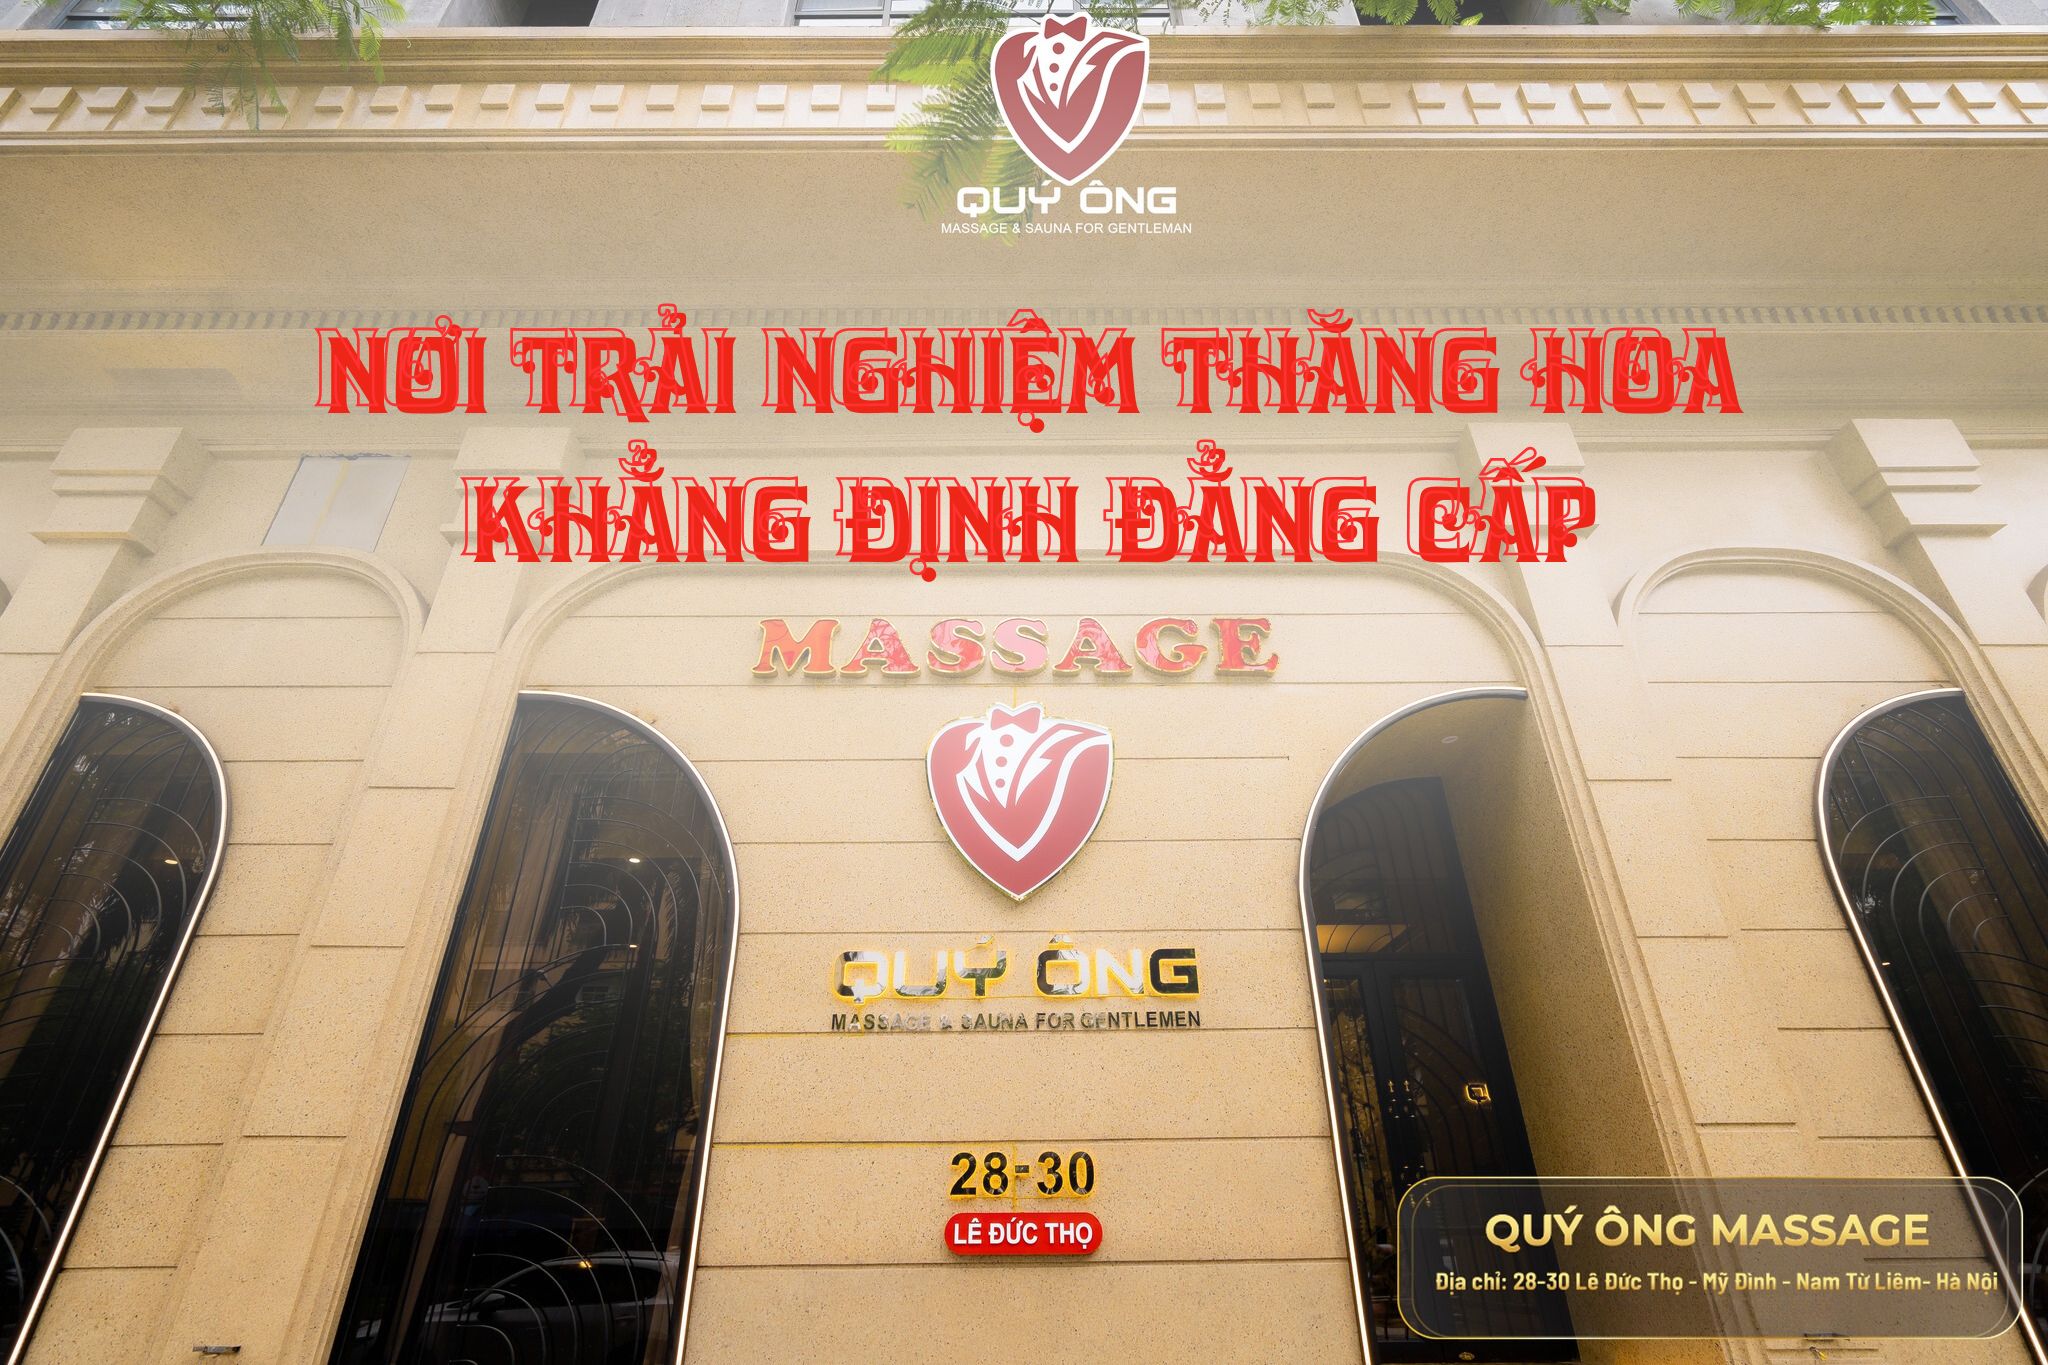 QUÝ ÔNG
MASSAGE & SAUNA FOR GENTLEMAN
NƠI TRẢI NGHIỆM THĂNG HOA
KHẲNG ĐỊNH ĐẲNG CẤP
MASSAGE
QUÝ ÔNG
MASSAGE & SAUNA FOR GENTLEMEN
28-30
LÊ ĐỨC THỌ
QUÝ ÔNG MASSAGE
Địa chỉ: 28-30 Lê Đức Thọ - Mỹ Đình - Nam Từ Liêm- Hà Nội